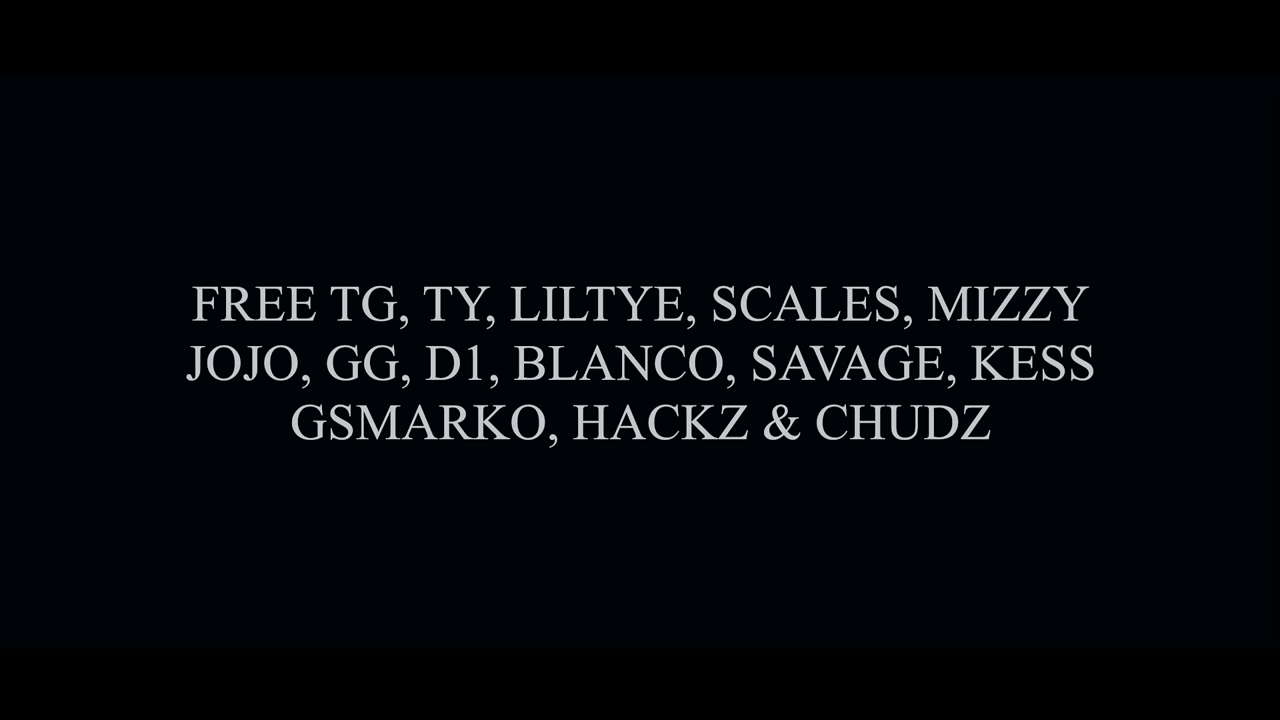 FREE TG, TY, LILTYE, SCALES, MIZZY
JOJO, GG, D1, BLANCO, SAVAGE, KESS
GSMARKO, HACKZ & CHUDZ